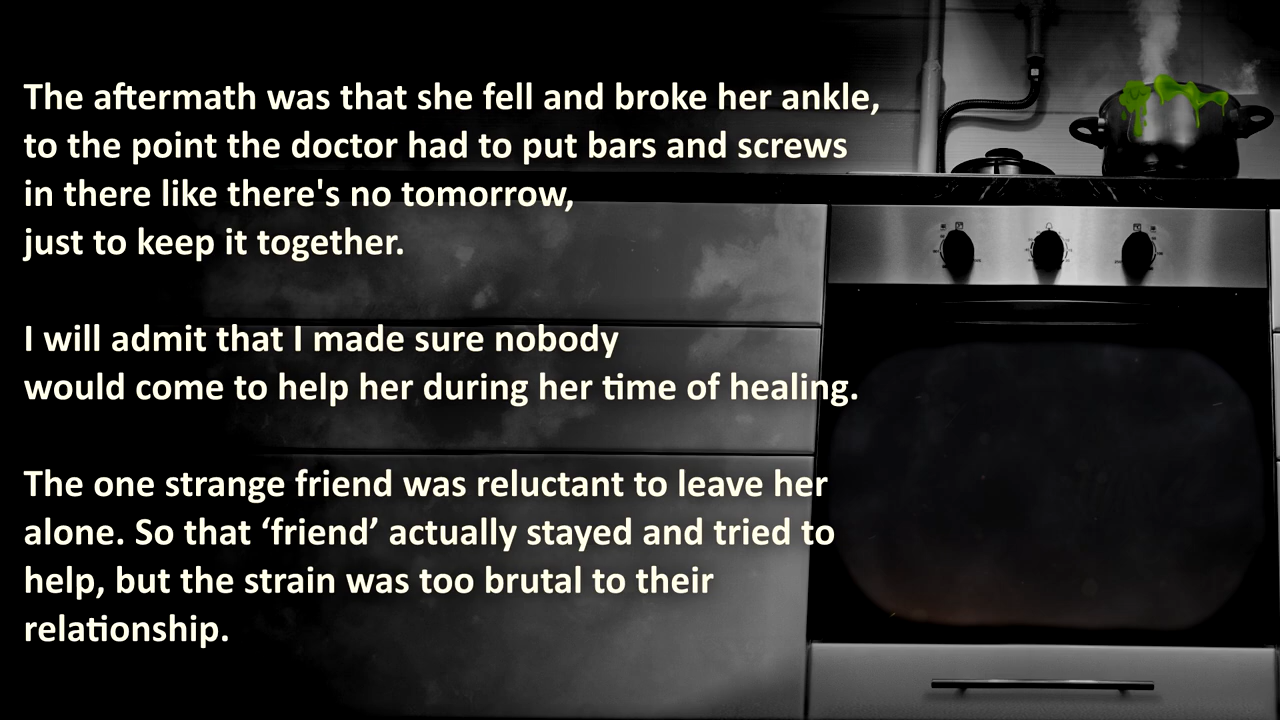 The aftermath was that she fell and broke her ankle,
to the point the doctor had to put bars and screws
in there like there's no tomorrow,
just to keep it together.
I will admit that I made sure nobody
would come to help her during her time of healing.
The one strange friend was reluctant to leave her
alone. So that ‘friend’ actually stayed and tried to
help, but the strain was too brutal to their
relationship.